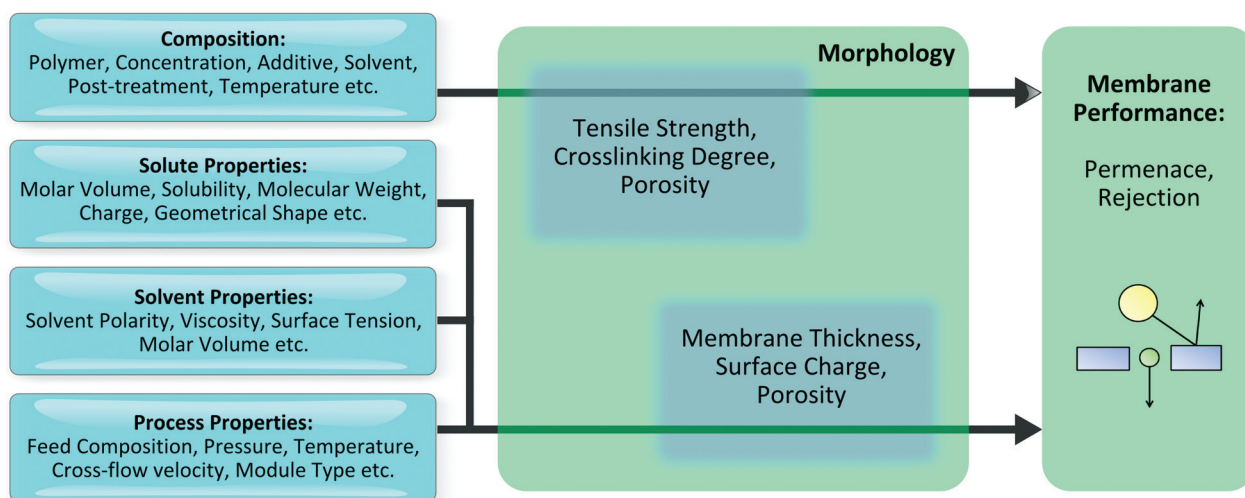 Composition:
Polymer, Concentration, Additive, Solvent,
Post-treatment, Temperature etc.
Solute Properties:
Molar Volume, Solubility, Molecular Weight,
Charge, Geometrical Shape etc.
Solvent Properties:
Solvent Polarity, Viscosity, Surface Tension,
Molar Volume etc.
Process Properties:
Feed Composition, Pressure, Temperature,
Cross-flow velocity, Module Type etc.
Morphology
Tensile Strength,
Crosslinking Degree,
Porosity
Membrane Thickness,
Surface Charge,
Porosity
Membrane
Performance:
Permenace,
Rejection